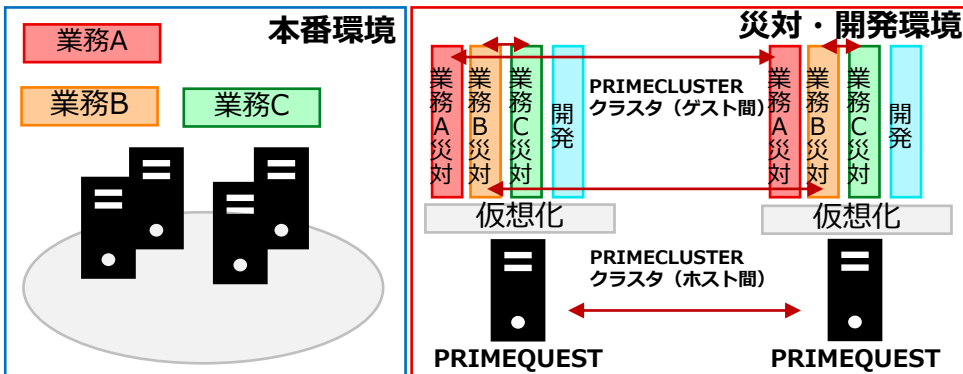 本番環境
業務A
業務B
業務C
災対・開発環境
業務A災対
業務B災対
業務C災対
開発
PRIMECLUSTER
クラスタ（ゲスト間）
業務A災対
業務B災対
業務C災対
開発
仮想化
仮想化
PRIMECLUSTER
クラスタ（ホスト間）
PRIMEQUEST
PRIMEQUEST